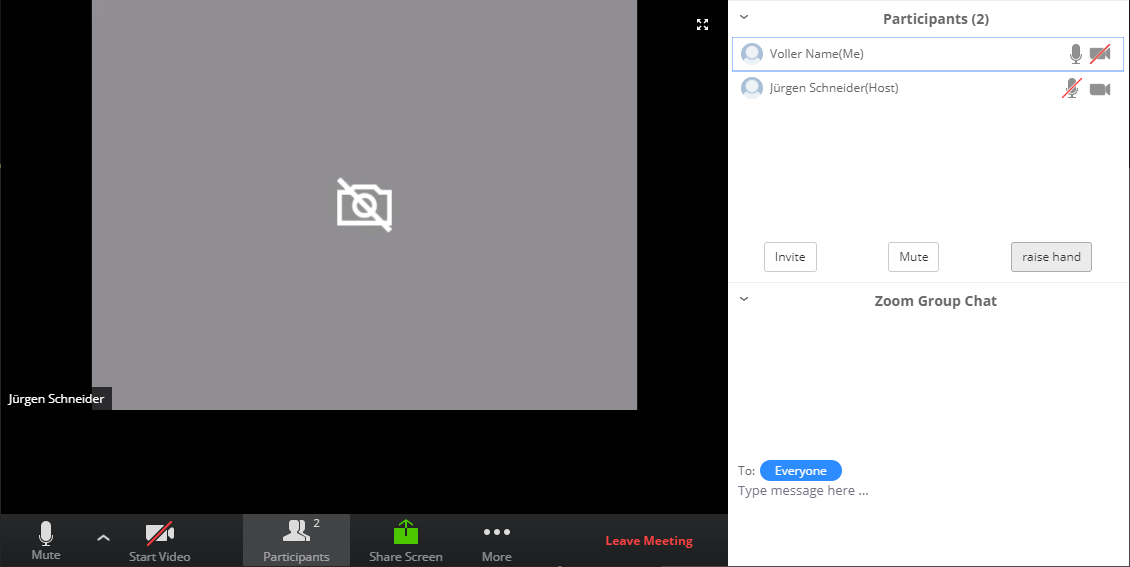 Participants (2)
Voller Name(Me)
Jürgen Schneider(Host)
Invite
Mute
raise hand
Zoom Group Chat
To: Everyone
Type message here ...
Jürgen Schneider
Mute
Start Video
2
Participants
Share Screen
More
Leave Meeting